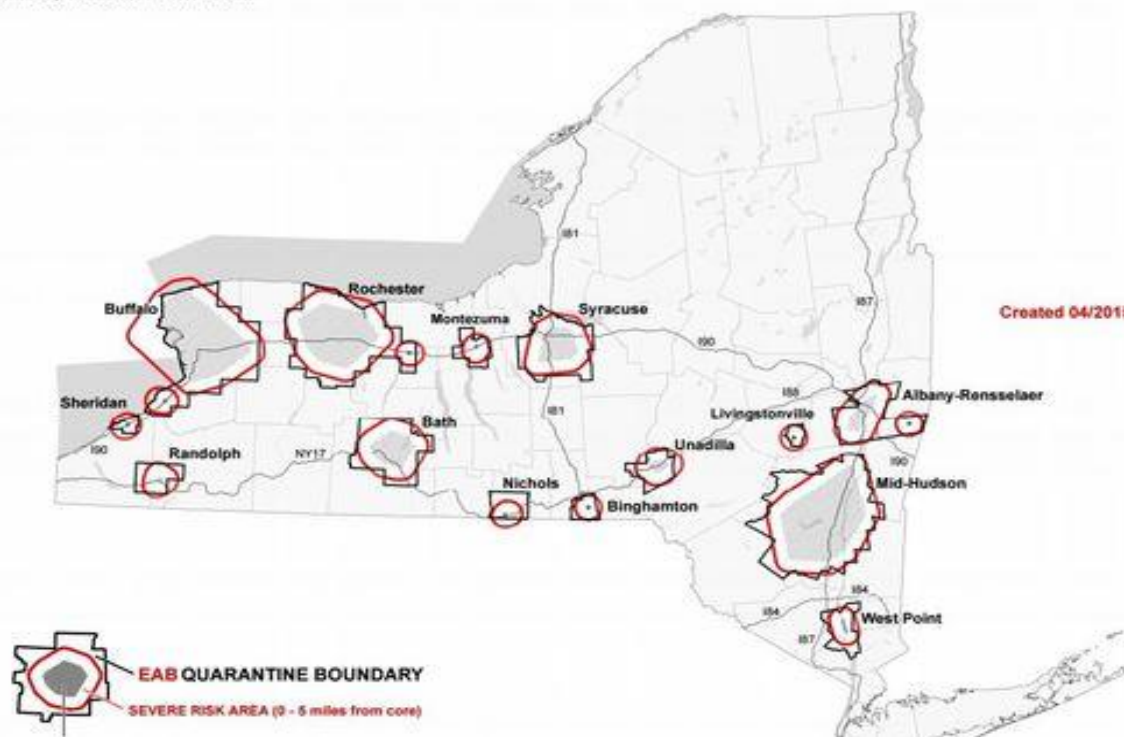 Buffalo
Rochester
Montezuma
Syracuse
I81
I87
Created 04/201
I90
Sheridan
I88
Albany-Rensselaer
Livingstonville
I81
Bath
Unadilla
I90
Randolph
NY17
I90
Mid-Hudson
Nichols
Binghamton
I84
I84
West Point
I87
EAB QUARANTINE BOUNDARY
SEVERE RISK AREA (0 - 5 miles from core)